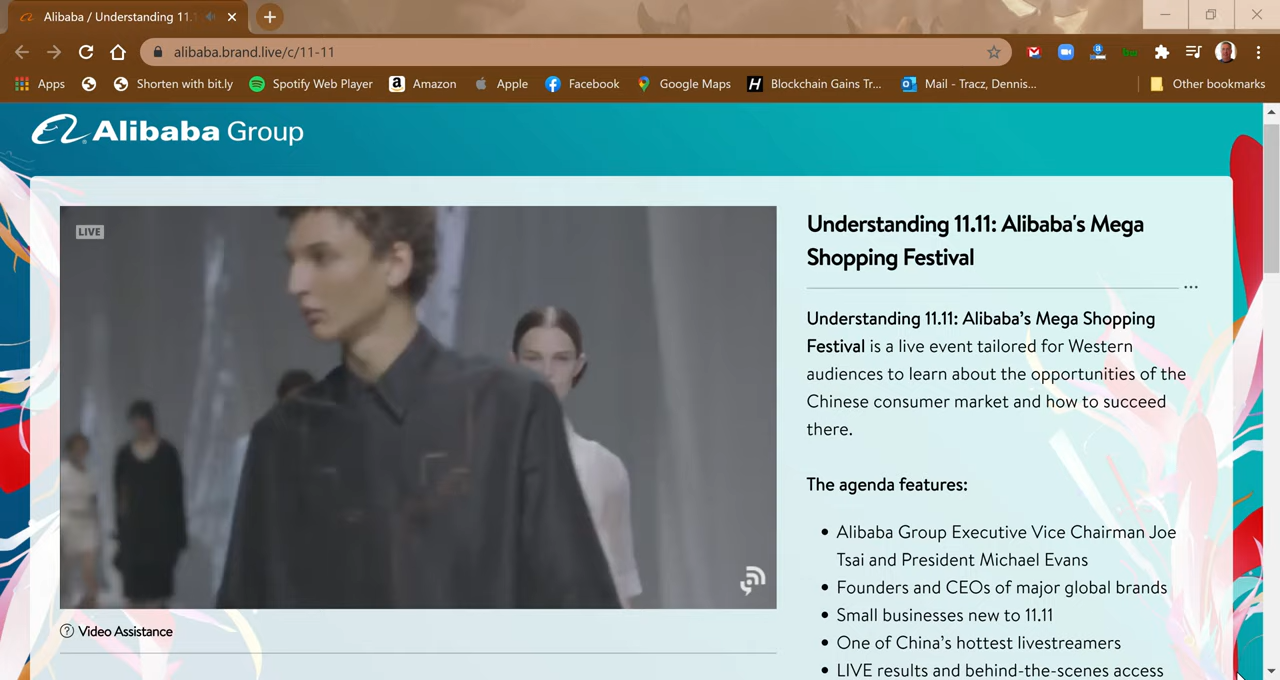 Alibaba / Understanding 11.1
alibaba.brand.live/c/11-11
Apps
Shorten with bit.ly
Spotify Web Player
Amazon
Apple
Facebook
Google Maps
Blockchain Gains Tr...
Mail - Tracz, Dennis...
Other bookmarks
Alibaba Group
LIVE
Understanding 11.11: Alibaba's Mega
Shopping Festival
Understanding 11.11: Alibaba’s Mega Shopping
Festival is a live event tailored for Western
audiences to learn about the opportunities of the
Chinese consumer market and how to succeed
there.
The agenda features:
• Alibaba Group Executive Vice Chairman Joe
Tsai and President Michael Evans
• Founders and CEOs of major global brands
• Small businesses new to 11.11
• One of China’s hottest livestreamers
• LIVE results and behind-the-scenes access
Video Assistance